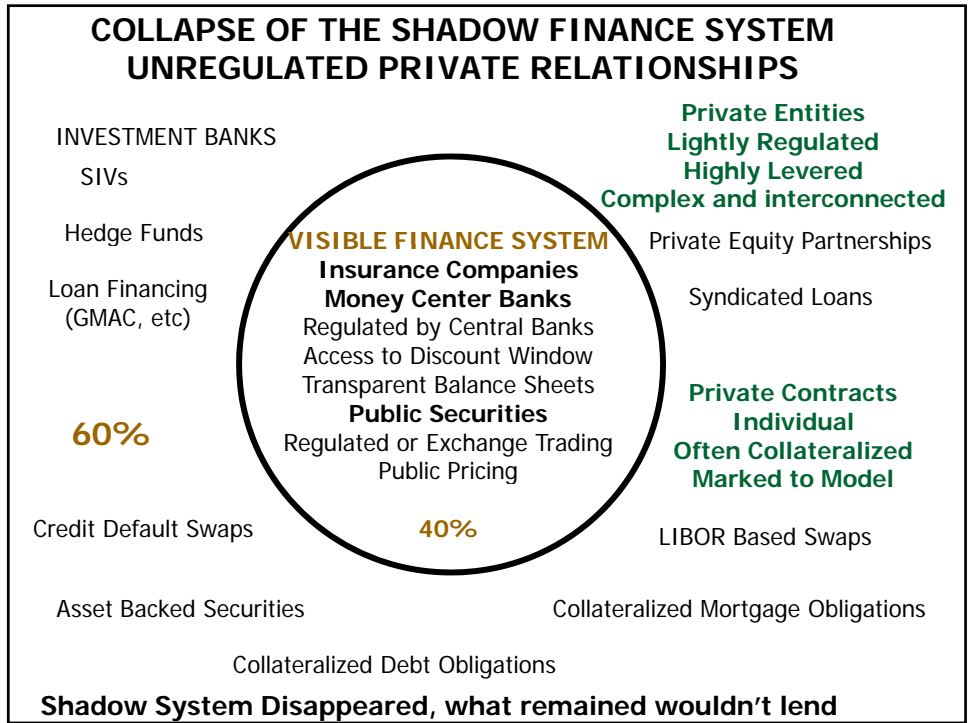 COLLAPSE OF THE SHADOW FINANCE SYSTEM
UNREGULATED PRIVATE RELATIONSHIPS
INVESTMENT BANKS
SIVs
Hedge Funds
Loan Financing
(GMAC, etc)
60%
Credit Default Swaps
Asset Backed Securities
Collateralized Debt Obligations
VISIBLE FINANCE SYSTEM
Insurance Companies
Money Center Banks
Regulated by Central Banks
Access to Discount Window
Transparent Balance Sheets
Public Securities
Regulated or Exchange Trading
Public Pricing
40%
Private Entities
Lightly Regulated
Highly Levered
Complex and interconnected
Private Equity Partnerships
Syndicated Loans
Private Contracts
Individual
Often Collateralized
Marked to Model
LIBOR Based Swaps
Collateralized Mortgage Obligations
Shadow System Disappeared, what remained wouldn't lend